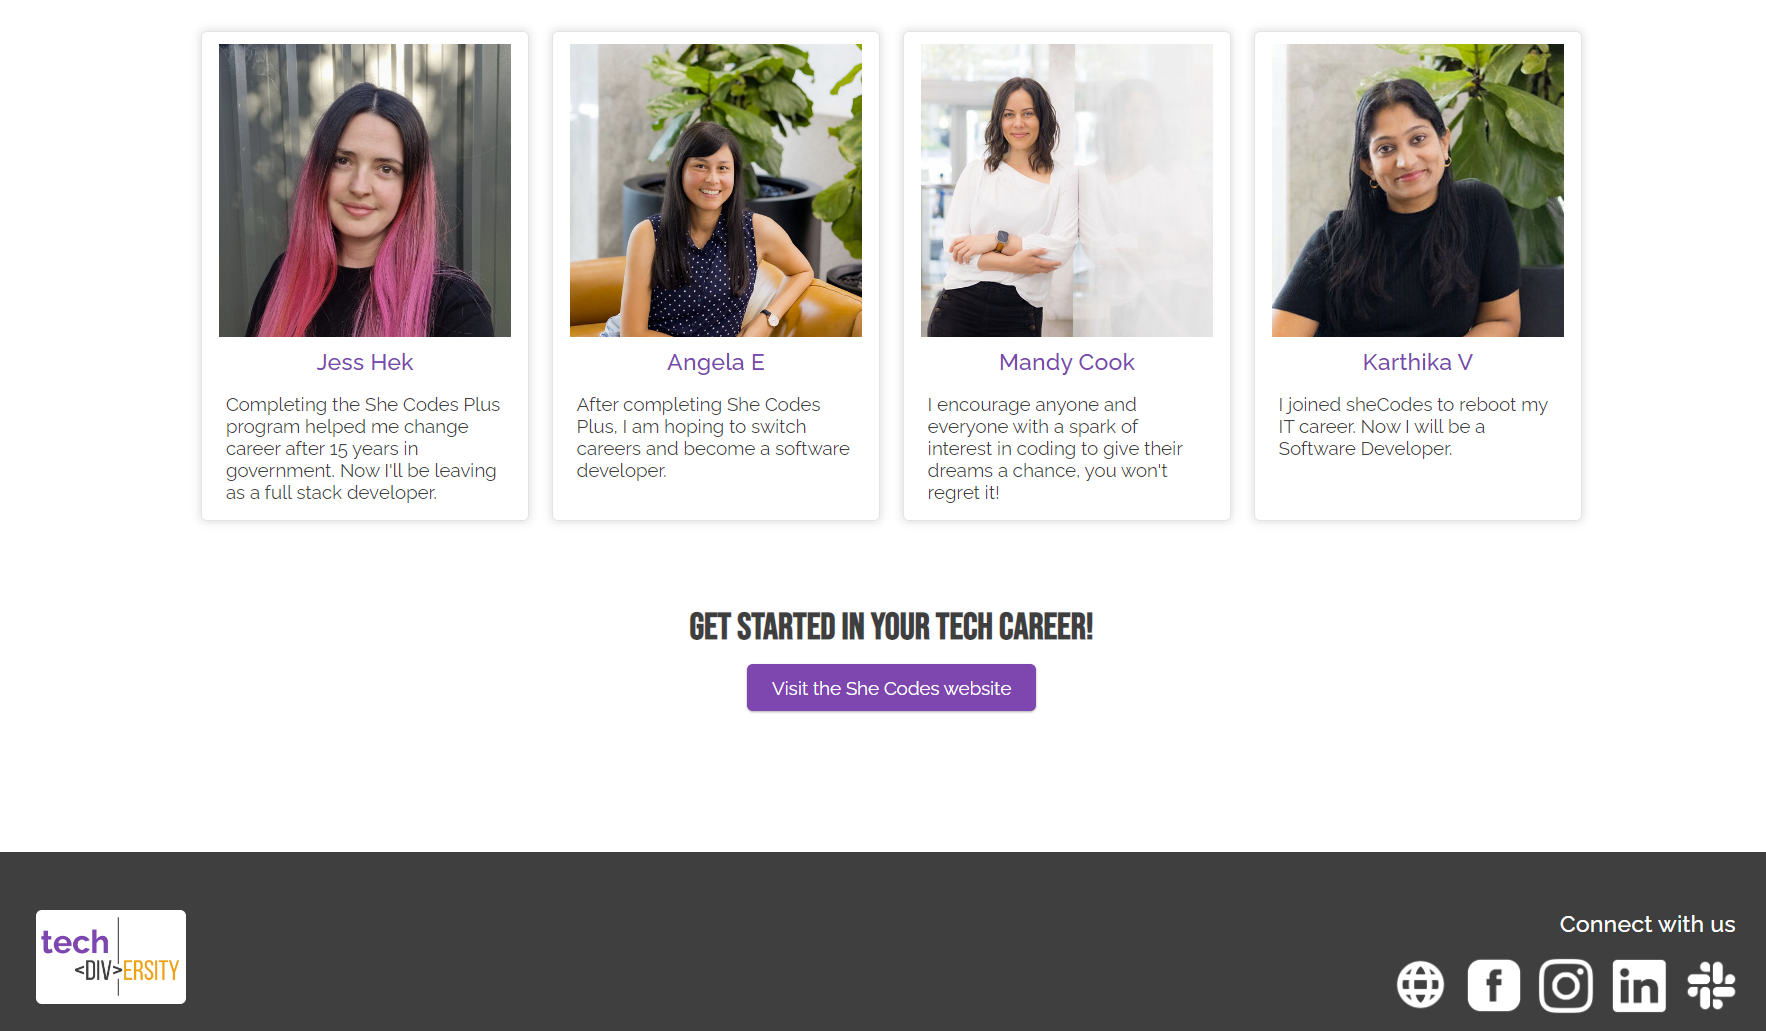 Jess Hek
Completing the She Codes Plus
program helped me change
career after 15 years in
government. Now I'll be leaving
as a full stack developer.
Angela E
After completing She Codes
Plus, I am hoping to switch
careers and become a software
developer.
Mandy Cook
I encourage anyone and
everyone with a spark of
interest in coding to give their
dreams a chance, you won't
regret it!
Karthika V
I joined sheCodes to reboot my
IT career. Now I will be a
Software Developer.
GET STARTED IN YOUR TECH CAREER!
Visit the She Codes website
tech
<DIV>ERSITY
Connect with us